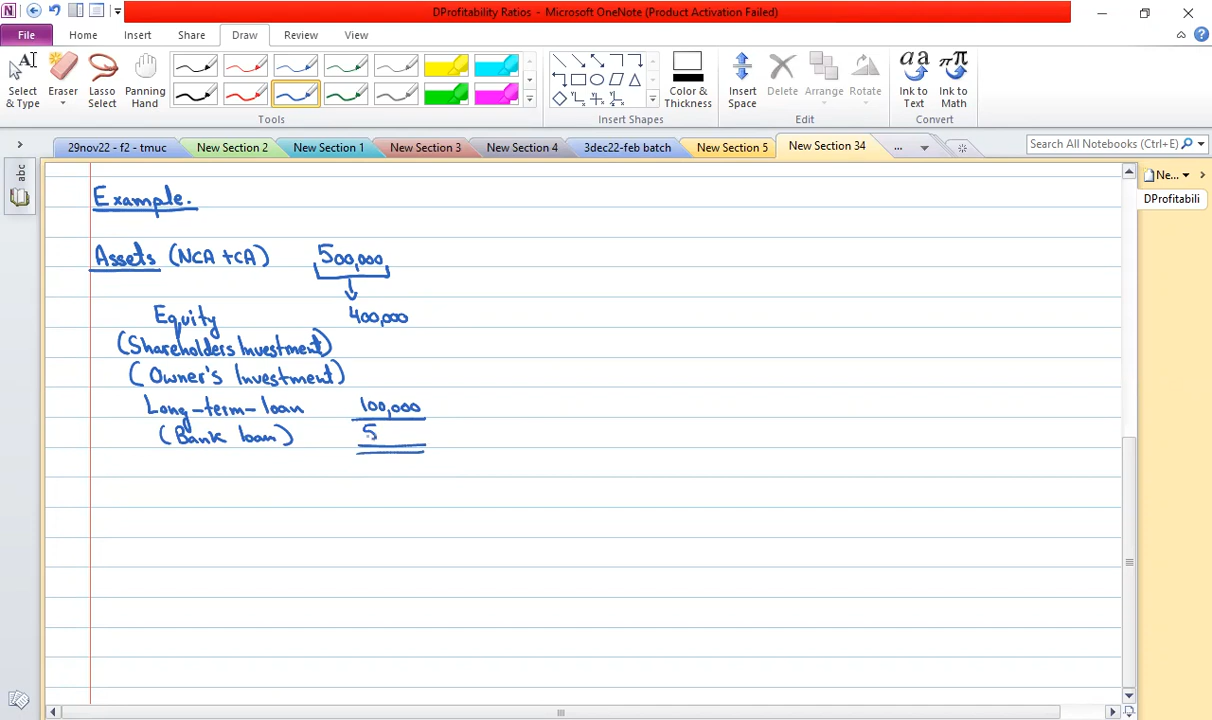 DProfitability Ratios - Microsoft OneNote (Product Activation Failed)
File Home Insert Share Draw Review View
Select & Type
Eraser
Lasso Select
Panning Hand
Color & Thickness
Insert Space
Delete
Arrange
Rotate
Ink to Text
Ink to Math
Tools
Insert Shapes
Edit
Convert
29nov22 - f2 - tmuc New Section 2 New Section 1 New Section 3 New Section 4 3dec22-feb batch New Section 5 New Section 34 ...
Search All Notebooks (Ctrl+E)
abc
Ne...
DProfitabili
Example.
Assets (NCA + CA) 500,000
Equity 400,000
(Shareholders Investment)
(Owner's Investment)
Long-term-loan 100,000
(Bank loan) 5